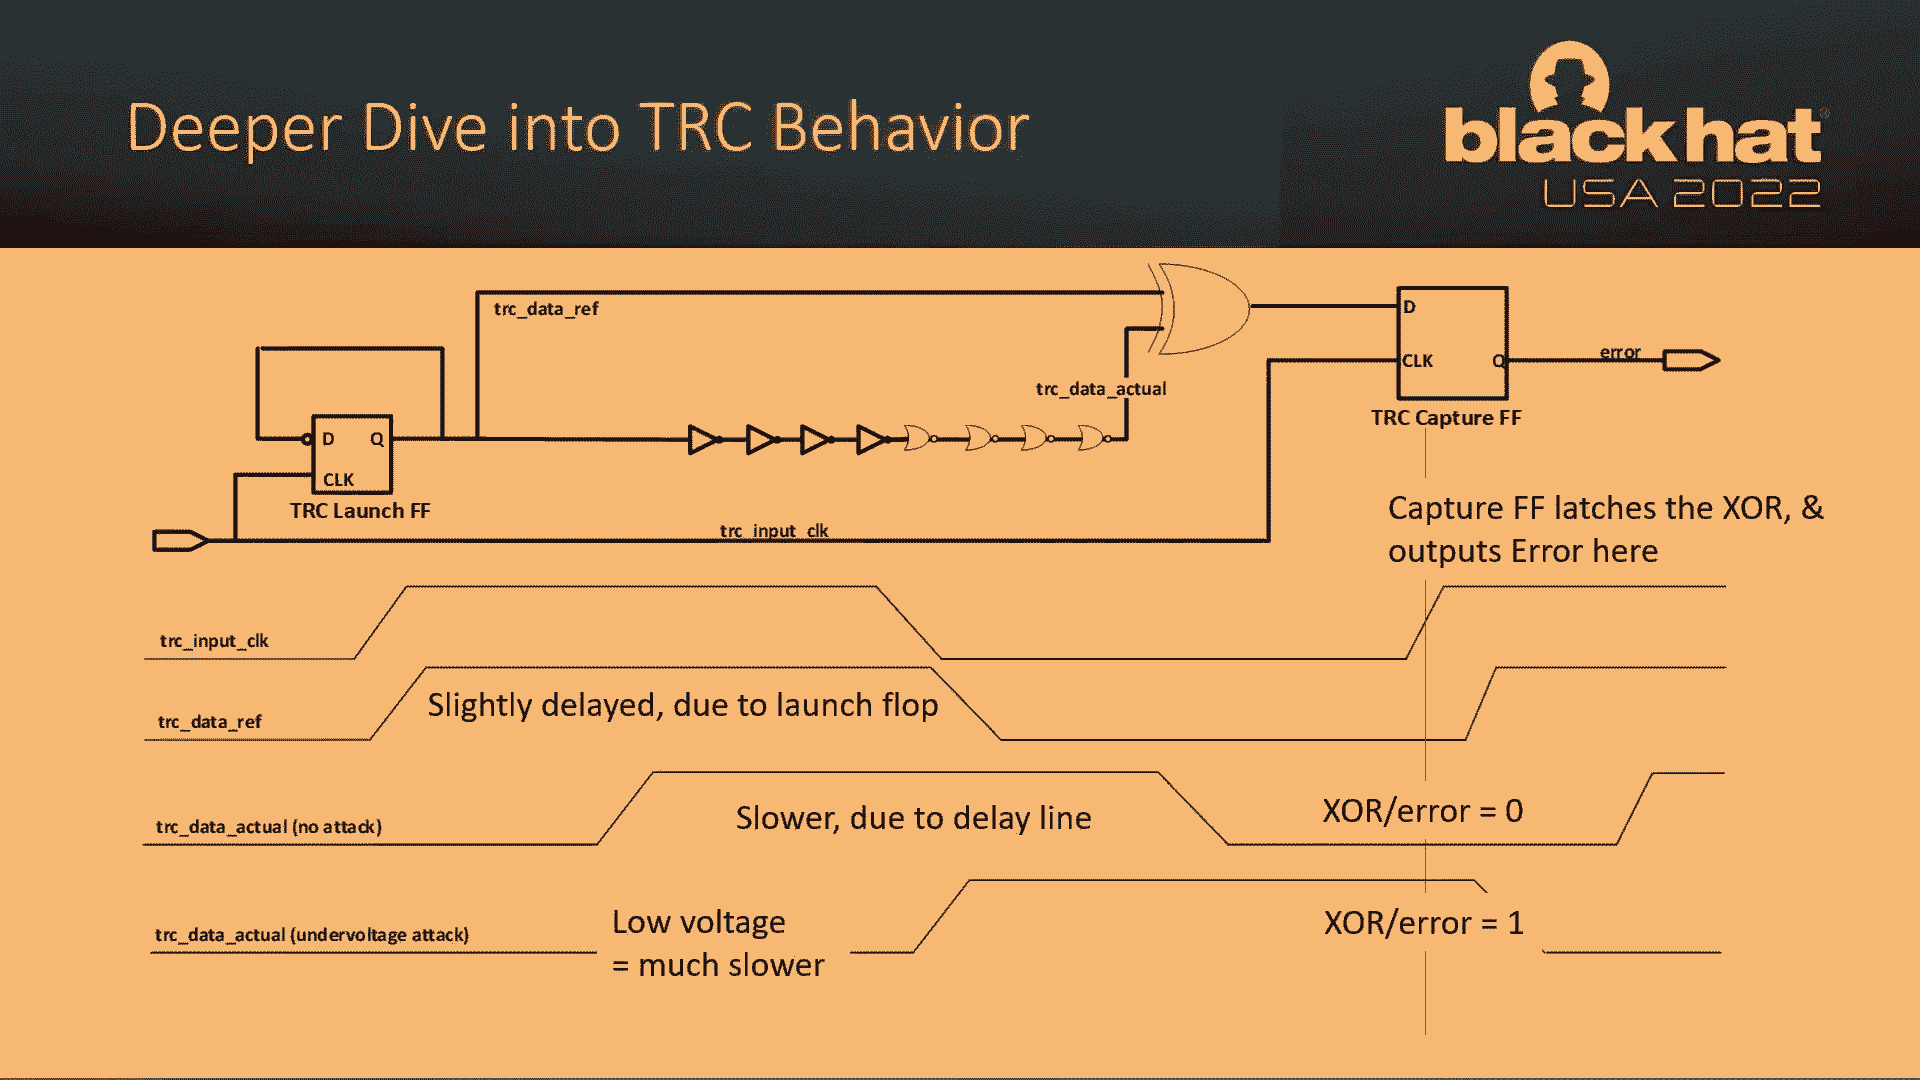 Deeper Dive into TRC Behavior
black hat®
USA 2022
trc_data_ref
D
CLK
Q
error
trc_data_actual
TRC Capture FF
D
Q
CLK
TRC Launch FF
trc_input_clk
Capture FF latches the XOR, &
outputs Error here
trc_input_clk
trc_data_ref
Slightly delayed, due to launch flop
trc_data_actual (no attack)
Slower, due to delay line
XOR/error = 0
trc_data_actual (undervoltage attack)
Low voltage
= much slower
XOR/error = 1